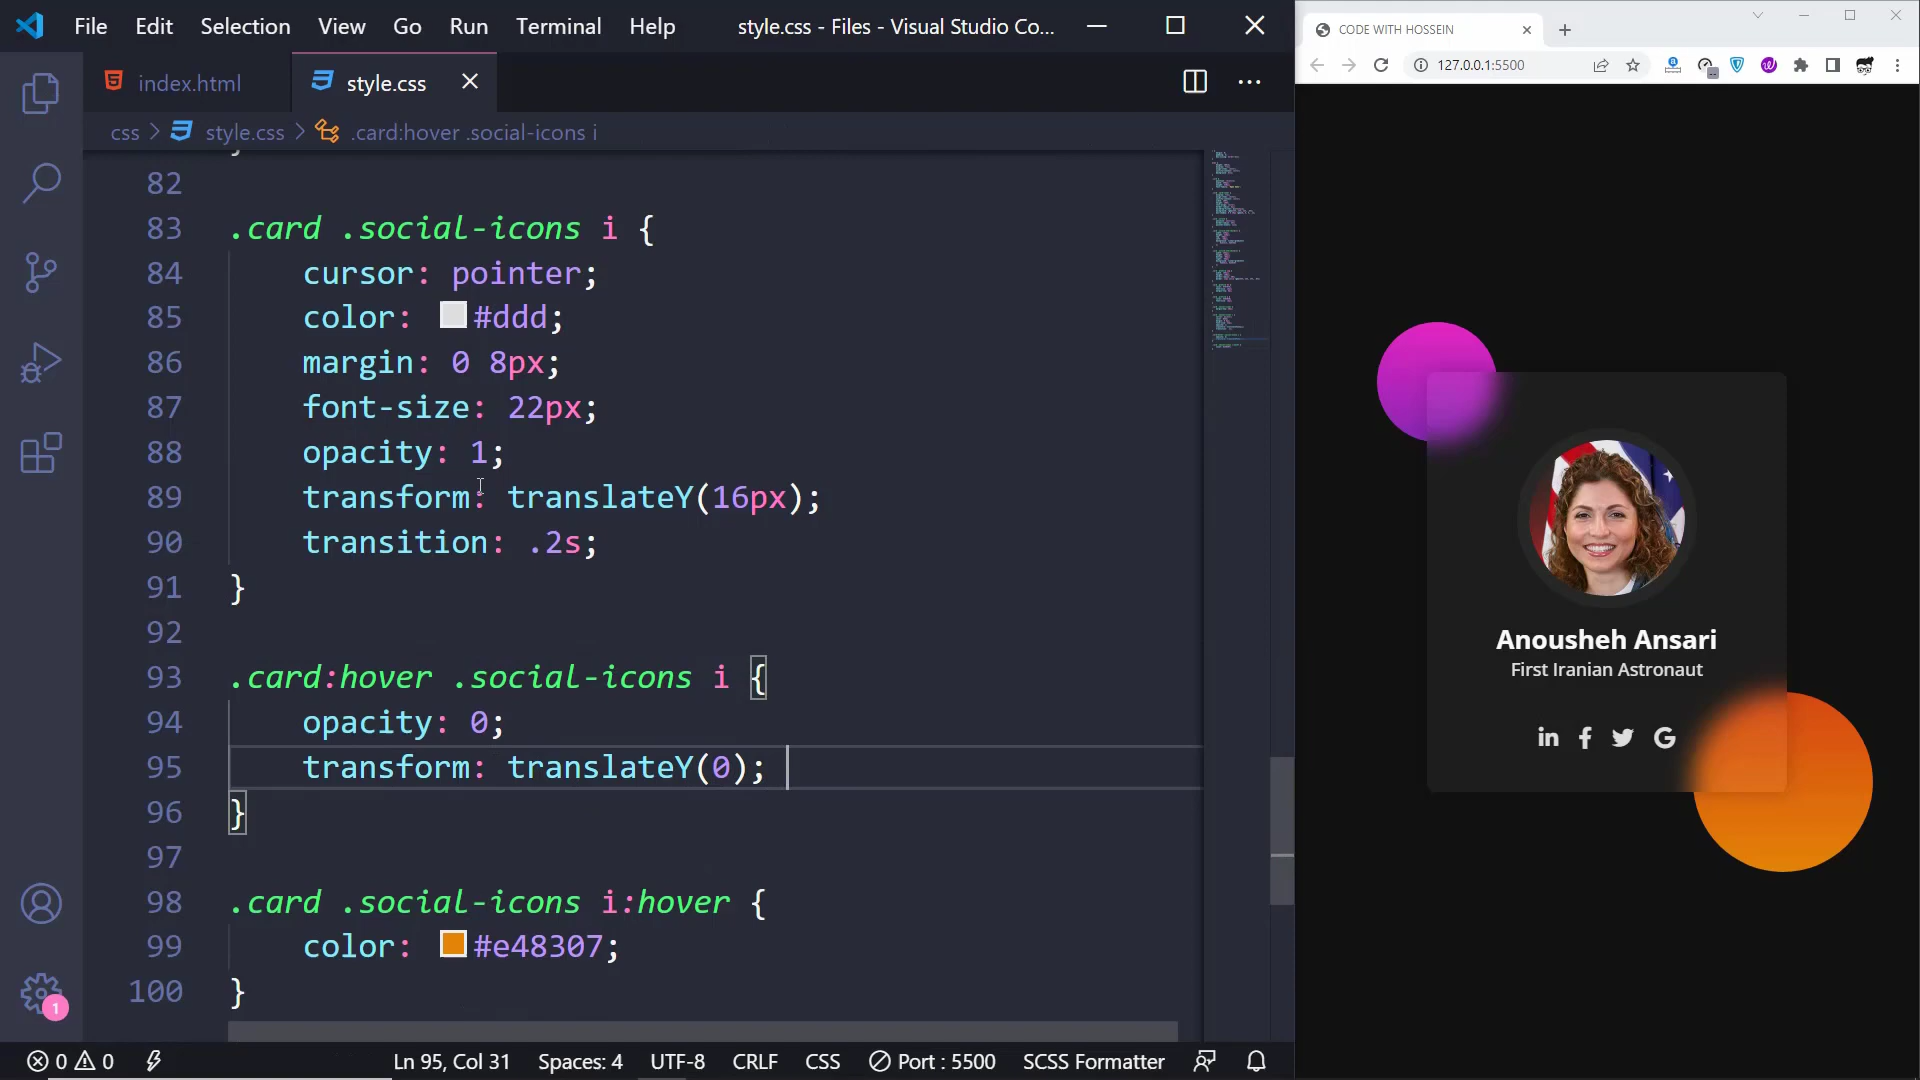 File Edit Selection View Go Run Terminal Help style.css - Files - Visual Studio Co...
index.html style.css
css > style.css > .card:hover .social-icons i
82
83 .card .social-icons i {
84 cursor: pointer;
85 color: #ddd;
86 margin: 0 8px;
87 font-size: 22px;
88 opacity: 1;
89 transform: translateY(16px);
90 transition: .2s;
91 }
92
93 .card:hover .social-icons i {
94 opacity: 0;
95 transform: translateY(0);
96 }
97
98 .card .social-icons i:hover {
99 color: #e48307;
100 }
1
0 0 Ln 95, Col 31 Spaces: 4 UTF-8 CRLF CSS Port : 5500 SCSS Formatter
CODE WITH HOSSEIN
127.0.0.1:5500
Anousheh Ansari
First Iranian Astronaut
in f G